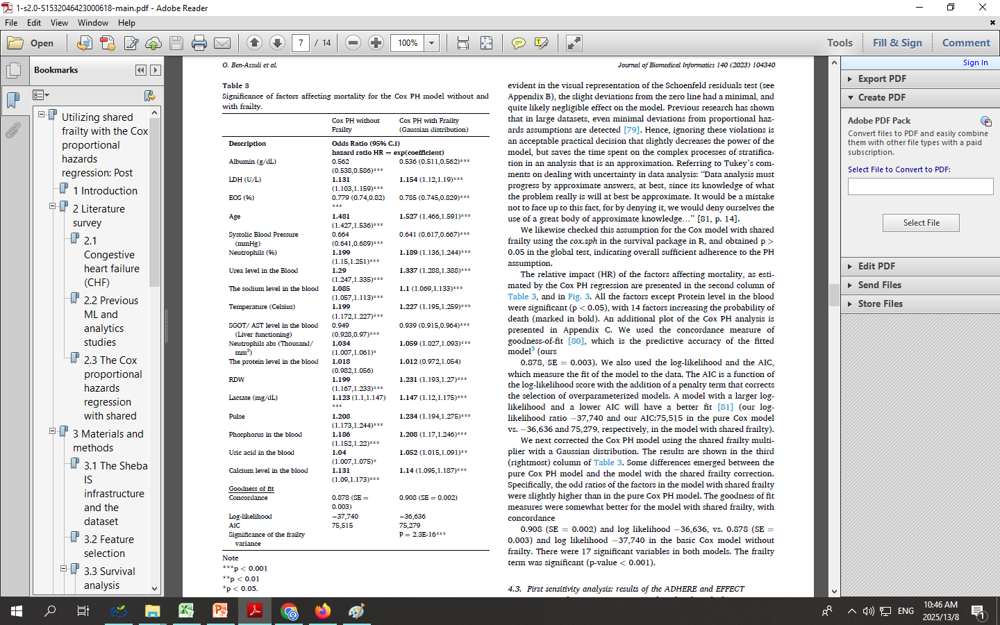 1-s2.0-S1532046423000618-main.pdf - Adobe Reader
File Edit View Window Help
Open
7 / 14
100%
Tools
Fill & Sign
Comment
Sign In
Bookmarks
Utilizing shared
frailty with the Cox
proportional
hazards
regression: Post
1 Introduction
2 Literature
survey
2.1
Congestive
heart failure
(CHF)
2.2 Previous
ML and
analytics
studies
2.3 The Cox
proportional
hazards
regression
with shared
3 Materials and
methods
3.1 The Sheba
IS
infrastructure
and the
dataset
3.2 Feature
selection
3.3 Survival
analysis
O. Ben-Assuli et al.
Journal of Biomedical Informatics 140 (2023) 104340
Table 3
Significance of factors affecting mortality for the Cox PH model without and
with frailty.
Cox PH without Cox PH with Frailty
Frailty (Gaussian distribution)
Description Odds Ratio (95% C.I)
hazard ratio HR = exp(coefficient)
Albumin (g/dL) 0.562 0.536 (0.511,0.562)***
(0.538,0.586)***
LDH (U/L) 1.131 1.154 (1.12,1.19)***
(1.103,1.159)***
EOS (%) 0.779 (0.74,0.82) 0.785 (0.745,0.829)***
***
Age 1.481 1.527 (1.466,1.591)***
(1.427,1.536)***
Systolic Blood Pressure 0.664 0.641 (0.617,0.667)***
(mmHg) (0.641,0.689)***
Neutrophils (%) 1.199 1.189 (1.136,1.244)***
(1.15,1.251)***
Urea level in the Blood 1.29 1.337 (1.288,1.388)***
(1.247,1.335)***
The sodium level in the blood 1.085 1.1 (1.069,1.133)***
(1.057,1.113)***
Temperature (Celsius) 1.199 1.227 (1.195,1.259)***
(1.172,1.227)***
SGOT/ AST level in the blood 0.949 0.939 (0.915,0.964)***
(Liver functioning) (0.928,0.97)***
Neutrophils abs (Thousand/ 1.034 1.059 (1.027,1.093)***
mm³) (1.007,1.061)*
The protein level in the blood 1.018 1.012 (0.972,1.054)
(0.982,1.056)
RDW 1.199 1.231 (1.193,1.27)***
(1.167,1.233)***
Lactate (mg/dL) 1.123 (1.1,1.147) 1.147 (1.12,1.175)***
***
Pulse 1.208 1.234 (1.194,1.275)***
(1.173,1.244)***
Phosphorus in the blood 1.186 1.208 (1.17,1.246)***
(1.152,1.22)***
Uric acid in the blood 1.04 1.052 (1.015,1.091)**
(1.007,1.075)*
Calcium level in the blood 1.131 1.14 (1.095,1.187)***
(1.09,1.173)***
Goodness of fit
Concordance 0.878 (SE = 0.908 (SE = 0.002)
0.003)
Log-likelihood −37,740 −36,636
AIC 75,515 75,279
Significance of the frailty P = 2.3E-16***
variance
Note
***p < 0.001
**p < 0.01
*p < 0.05.
evident in the visual representation of the Schoenfeld residuals test (see
Appendix B), the slight deviations from the zero line had a minimal, and
quite likely negligible effect on the model. Previous research has shown
that in large datasets, even minimal deviations from proportional haz-
ards assumptions are detected [79]. Hence, ignoring these violations is
an acceptable practical decision that slightly decreases the power of the
model, but saves the time spent on the complex processes of stratifica-
tion in an analysis that is an approximation. Referring to Tukey's com-
ments on dealing with uncertainty in data analysis: “Data analysis must
progress by approximate answers, at best, since its knowledge of what
the problem really is will at best be approximate. It would be a mistake
not to face up to this fact, for by denying it, we would deny ourselves the
use of a great body of approximate knowledge…” [81, p. 14].
We likewise checked this assumption for the Cox model with shared
frailty using the cox.zph in the survival package in R, and obtained p >
0.05 in the global test, indicating overall sufficient adherence to the PH
assumption.
The relative impact (HR) of the factors affecting mortality, as esti-
mated by the Cox PH regression are presented in the second column of
Table 3, and in Fig. 3. All the factors except Protein level in the blood
were significant (p < 0.05), with 14 factors increasing the probability of
death (marked in bold). An additional plot of the Cox PH analysis is
presented in Appendix C. We used the concordance measure of
goodness-of-fit [80], which is the predictive accuracy of the fitted
model³ (ours
0.878, SE = 0.003). We also used the log-likelihood and the AIC,
which measure the fit of the model to the data. The AIC is a function of
the log-likelihood score with the addition of a penalty term that corrects
the selection of overparameterized models. A model with a larger log-
likelihood and a lower AIC will have a better fit [81] (our log-
likelihood ratio −37,740 and our AIC:75,515 in the pure Cox model
vs. −36,636 and 75,279, respectively, in the model with shared frailty).
We next corrected the Cox PH model using the shared frailty multi-
plier with a Gaussian distribution. The results are shown in the third
(rightmost) column of Table 3. Some differences emerged between the
pure Cox PH model and the model with the shared frailty correction.
Specifically, the odd ratios of the factors in the model with shared frailty
were slightly higher than in the pure Cox PH model. The goodness of fit
measures were somewhat better for the model with shared frailty, with
concordance
0.908 (SE = 0.002) and log likelihood −36,636, vs. 0.878 (SE =
0.003) and log likelihood −37,740 in the basic Cox model without
frailty. There were 17 significant variables in both models. The frailty
term was significant (p-value < 0.001).
4.3. First sensitivity analysis: results of the ADHERE and EFFECT
Export PDF
Create PDF
Adobe PDF Pack
Convert files to PDF and easily combine
them with other file types with a paid
subscription.
Select File to Convert to PDF:
Select File
Edit PDF
Send Files
Store Files
ENG
10:46 AM
2025/13/8
1